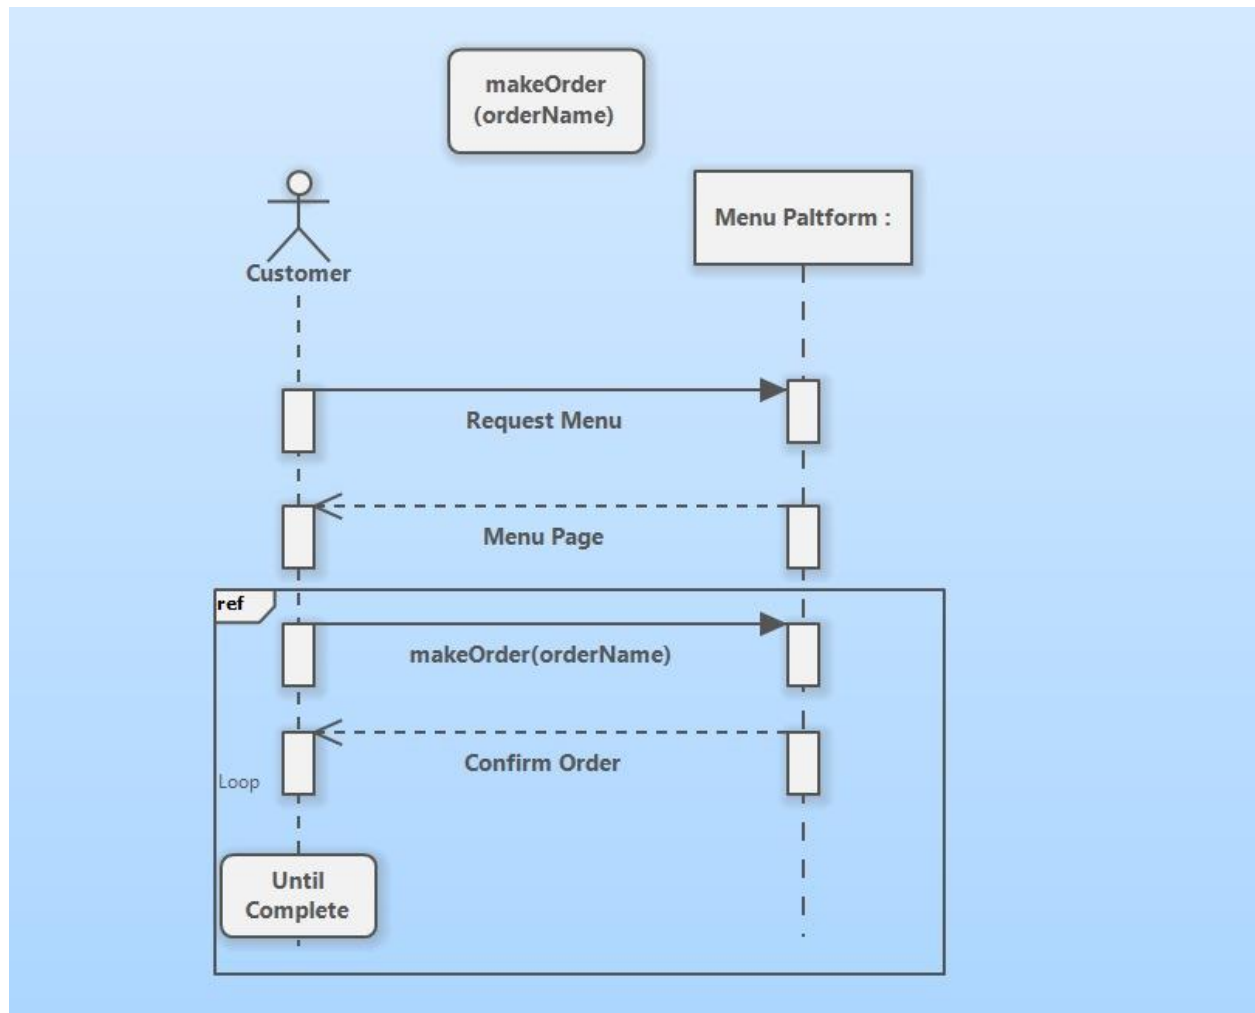 makeOrder
(orderName)
Customer
Menu Paltform :
Request Menu
Menu Page
ref
makeOrder(orderName)
Confirm Order
Loop
Until
Complete